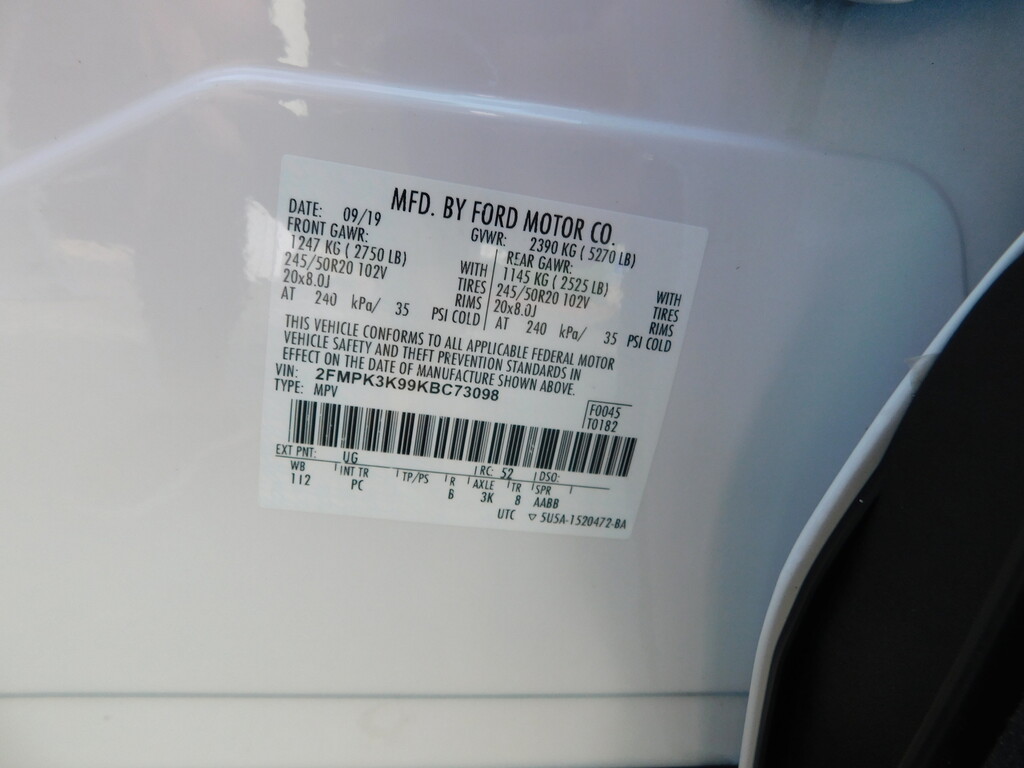 MFD. BY FORD MOTOR CO.
DATE: 09/19 GVWR: 2390 KG ( 5270 LB)
FRONT GAWR: REAR GAWR:
1247 KG ( 2750 LB) WITH 1145 KG ( 2525 LB) WITH
245/50R20 102V TIRES 245/50R20 102V TIRES
20x8.0J RIMS 20x8.0J RIMS
AT 240 kPa/ 35 PSI COLD AT 240 kPa/ 35 PSI COLD
THIS VEHICLE CONFORMS TO ALL APPLICABLE FEDERAL MOTOR
VEHICLE SAFETY AND THEFT PREVENTION STANDARDS IN
EFFECT ON THE DATE OF MANUFACTURE SHOWN ABOVE.
VIN: 2FMPK3K99KBC73098
TYPE: MPV
F0045
T0182
EXT PNT: UG RC: 52 DSO:
WB INT TR TP/PS R AXLE TR SPR
112 PC B 3K 8 AABB
UTC ▽ 5U5A-1520472-BA